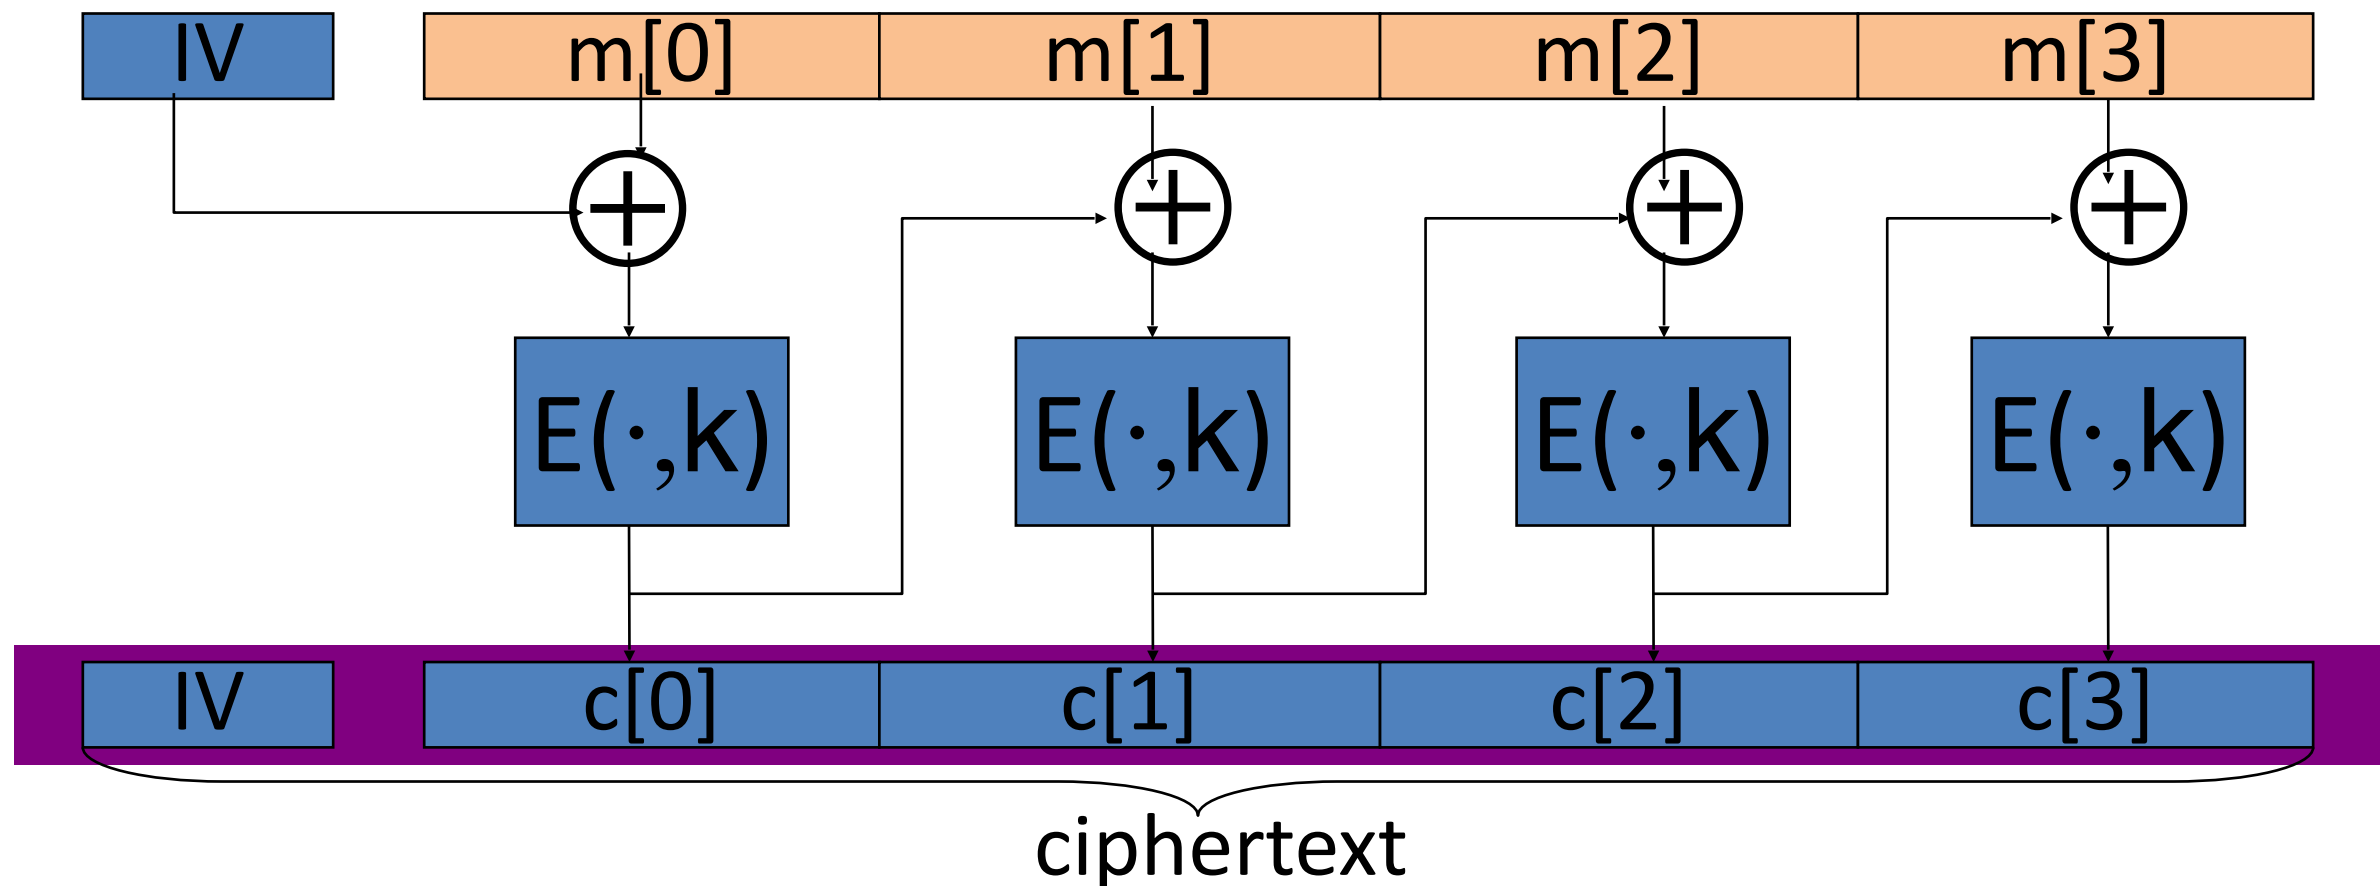 IV m[0] m[1] m[2] m[3]
E(·,k) E(·,k) E(·,k) E(·,k)
IV c[0] c[1] c[2] c[3]
ciphertext